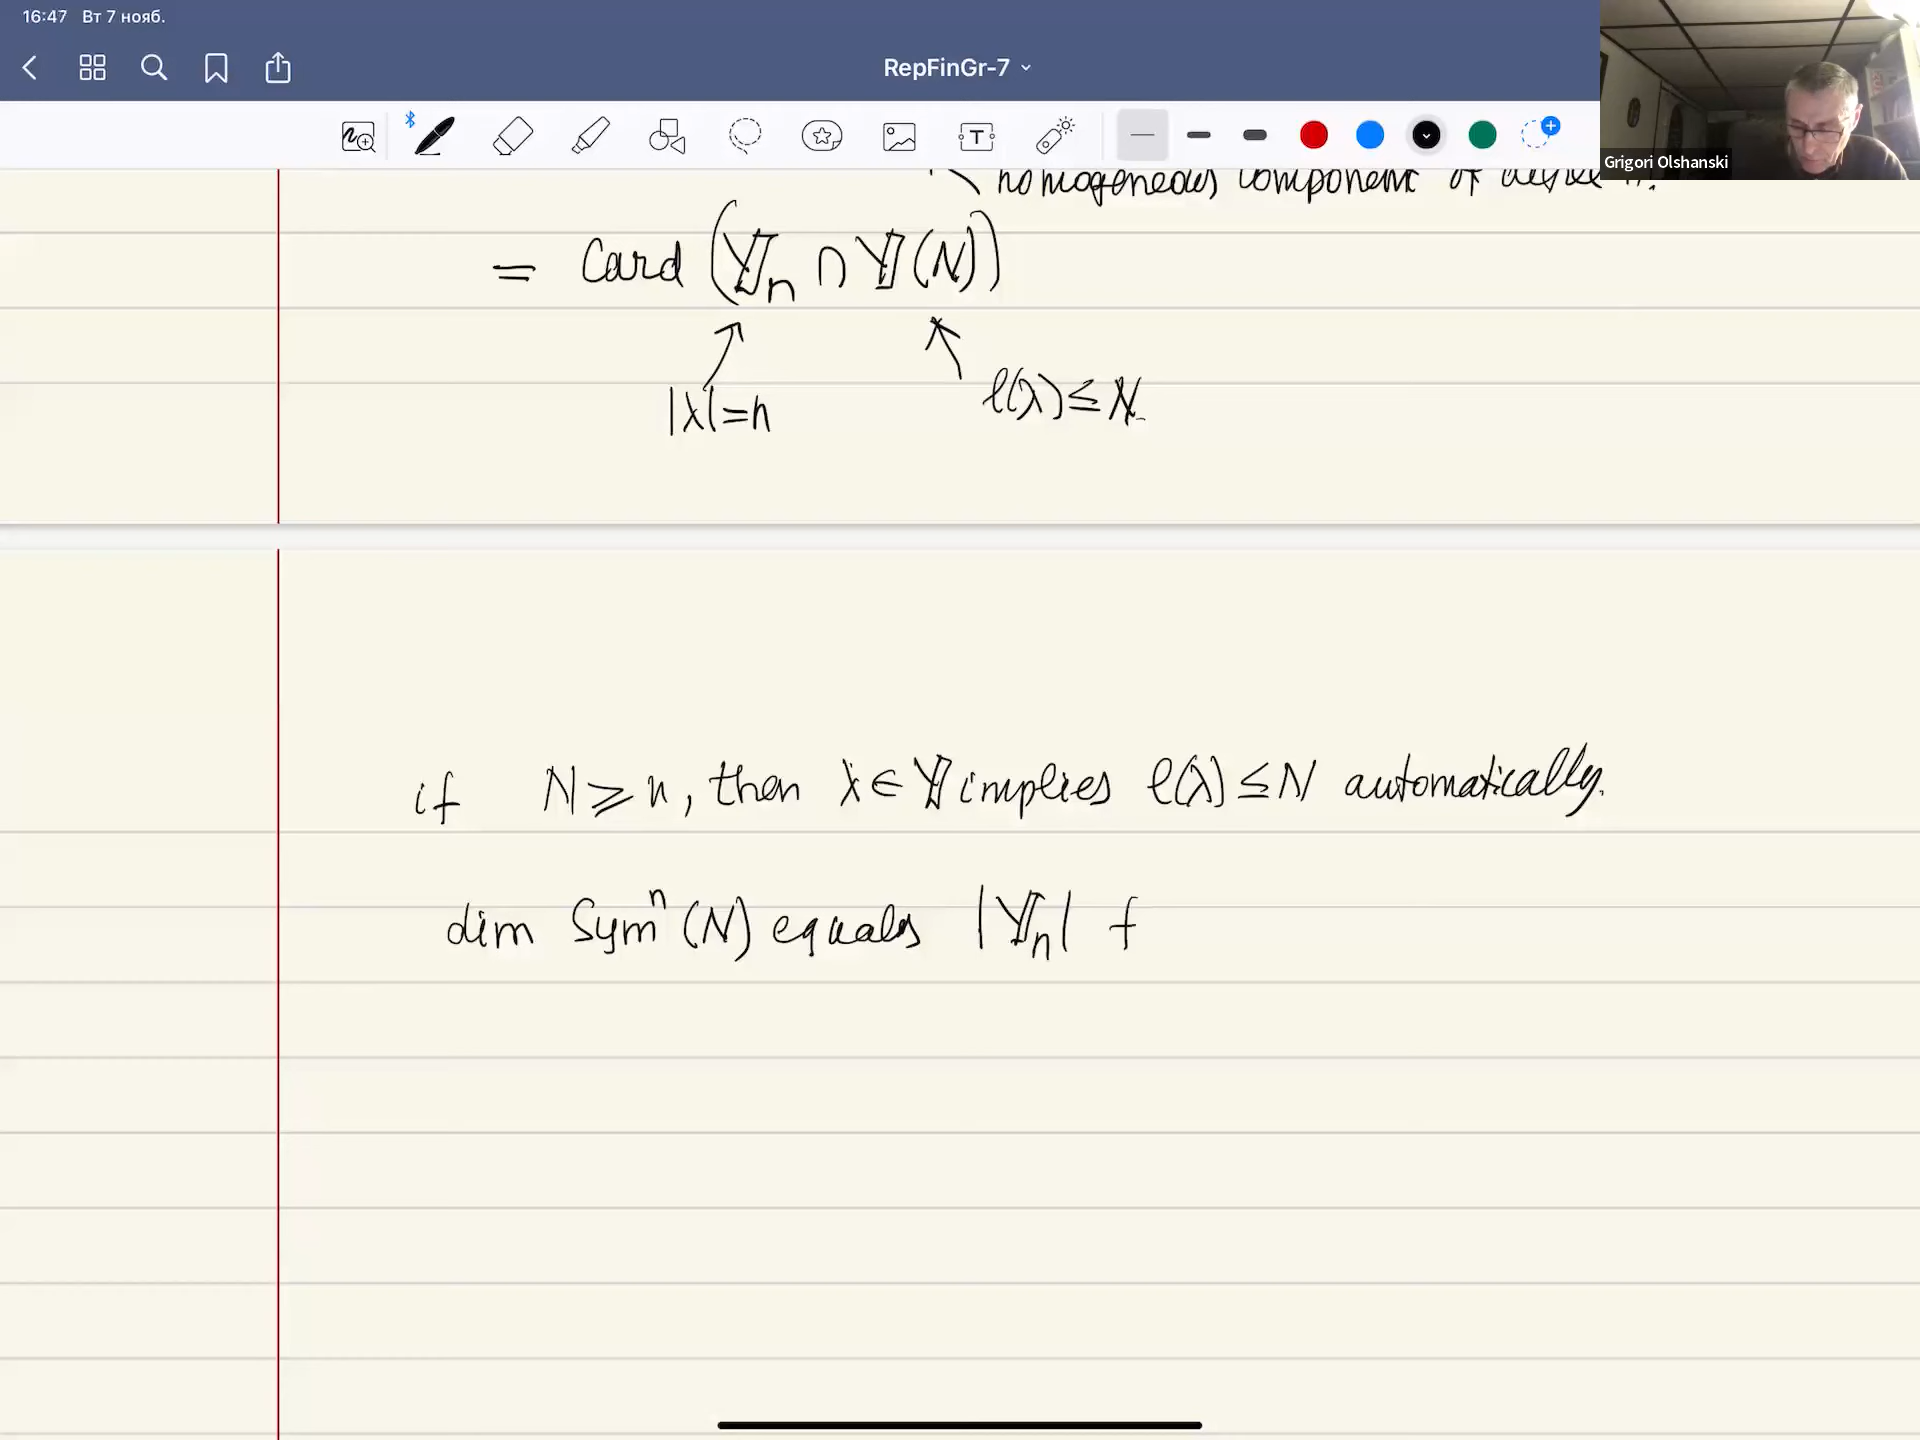 16:47 Вт 7 нояб.
RepFinGr-7
Grigori Olshanski
homogeneous component of degree n.
= Card (𝕐ₙ ∩ 𝕐(N))
|λ|=n
ℓ(λ) ≤ N.
if N ⩾ n, then λ ∈ 𝕐 implies ℓ(λ) ≤ N automatically.
dim Symⁿ(N) equals |𝕐ₙ| f